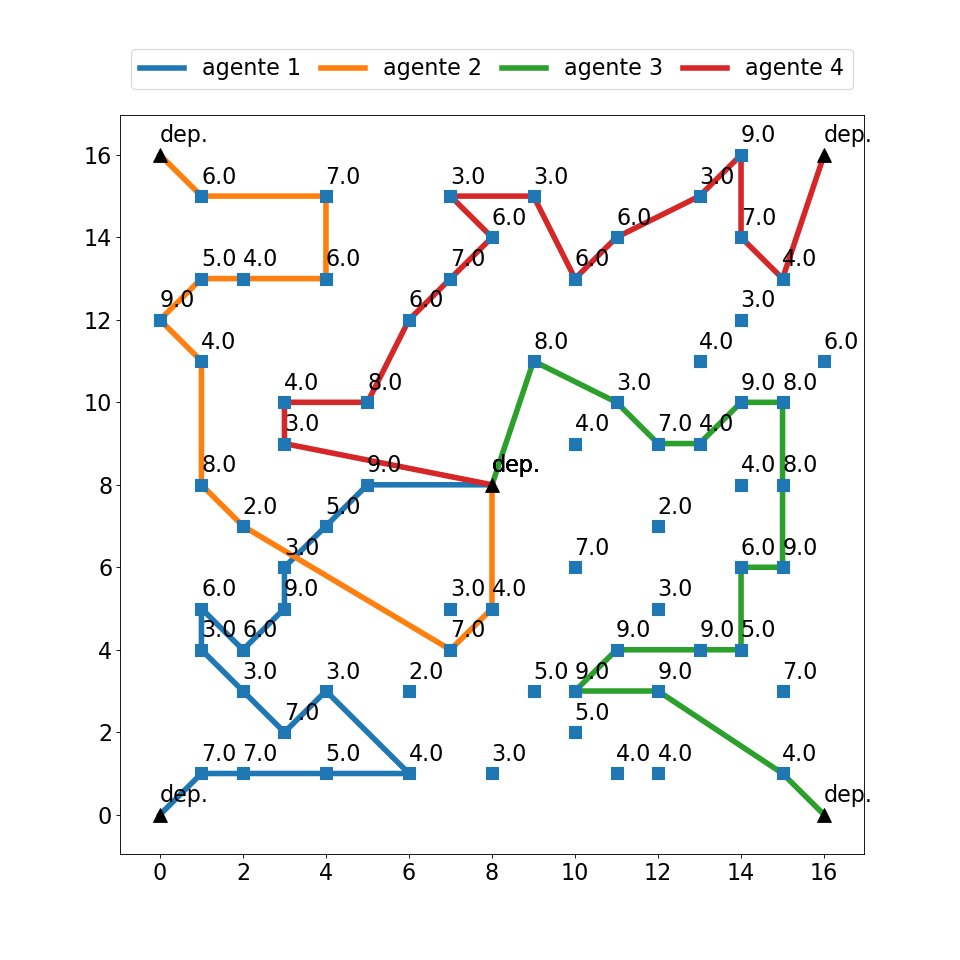 agente 1 agente 2 agente 3 agente 4
dep. 9.0 dep.
16
6.0 7.0 3.0 3.0 3.0
6.0 6.0 7.0
14
5.0 4.0 6.0 7.0 6.0 4.0
9.0 6.0 3.0
12
4.0 8.0 4.0 6.0
4.0 8.0 3.0 9.0 8.0
10
3.0 4.0 7.0 4.0
8.0 9.0 dep. 4.0 8.0
8
2.0 5.0 2.0
3.0 7.0 6.0 9.0
6
6.0 9.0 3.0 4.0 3.0
3.0 6.0 7.0 9.0 9.0 5.0
4
3.0 3.0 2.0 5.0 9.0 9.0 7.0
7.0 5.0
2
7.0 7.0 5.0 4.0 3.0 4.0 4.0 4.0
dep. dep.
0
0 2 4 6 8 10 12 14 16